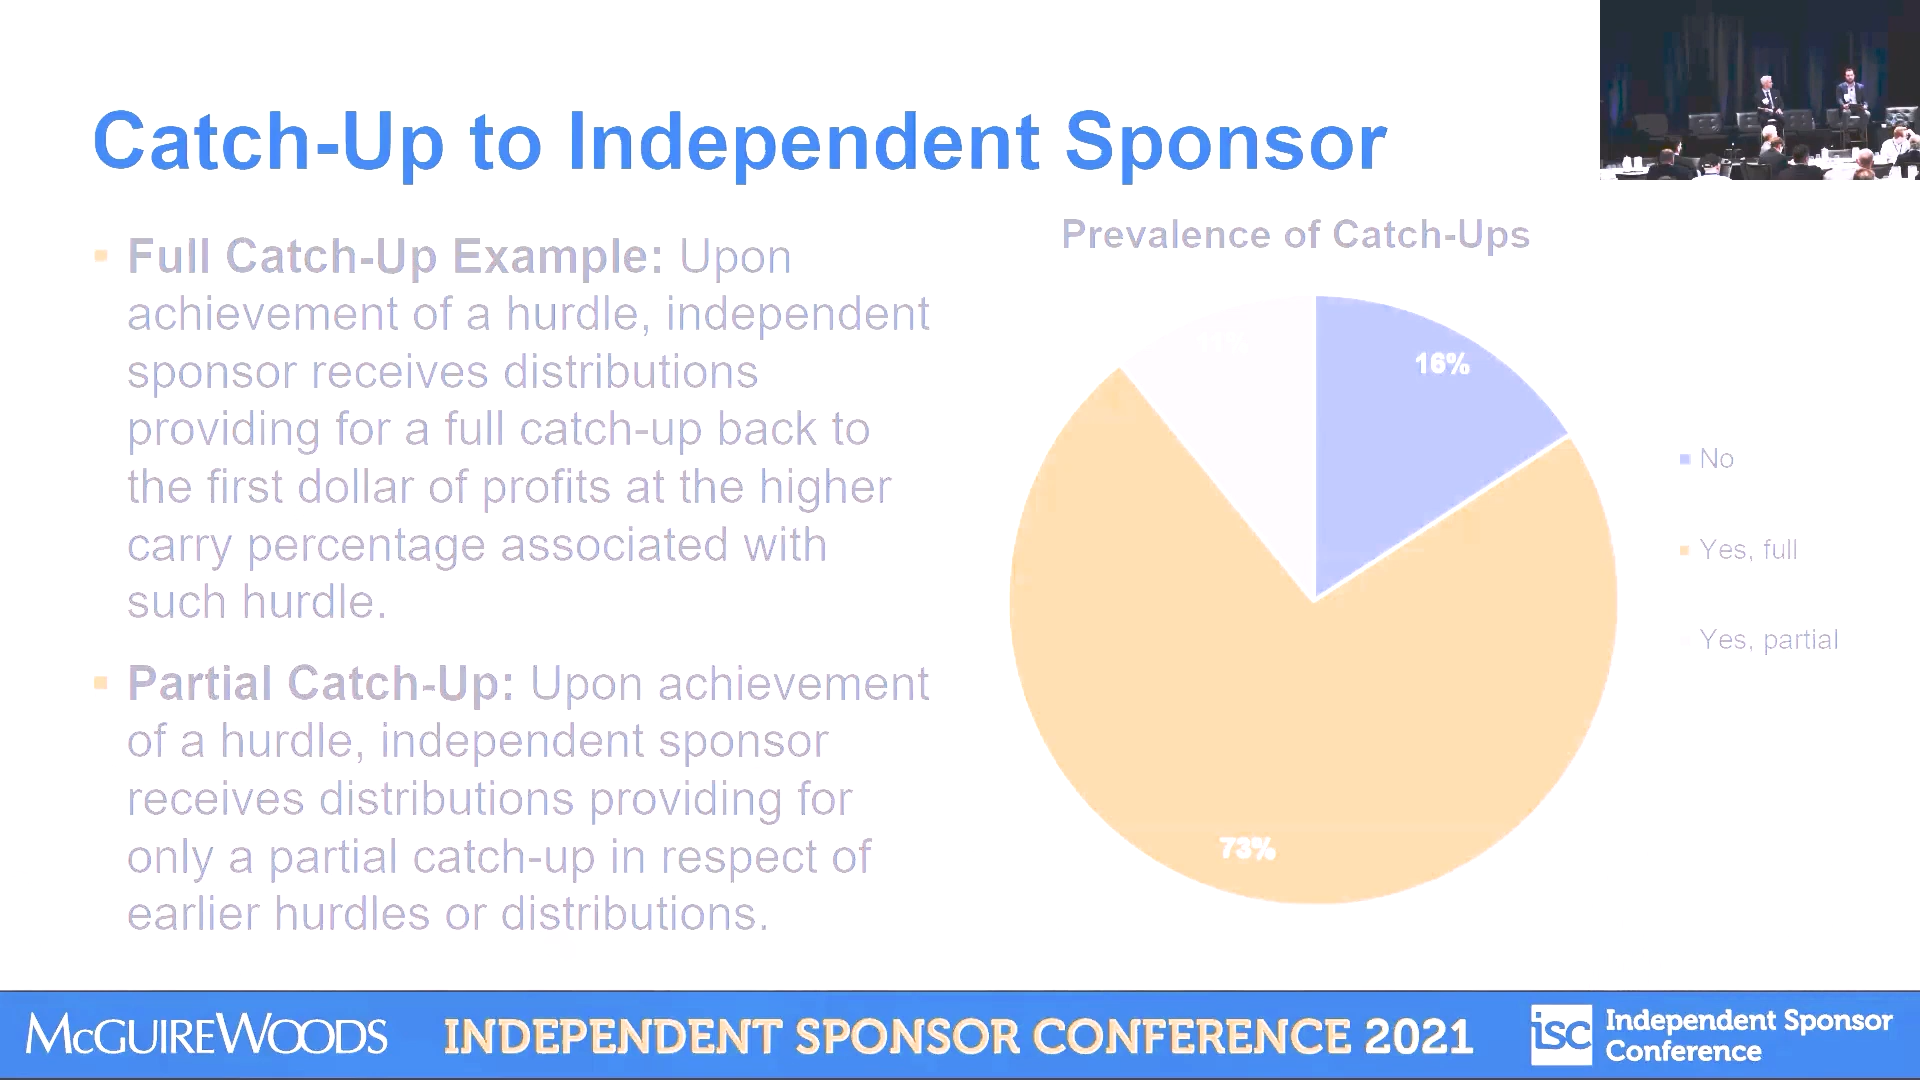 Catch-Up to Independent Sponsor
▪ Full Catch-Up Example: Upon
achievement of a hurdle, independent
sponsor receives distributions
providing for a full catch-up back to
the first dollar of profits at the higher
carry percentage associated with
such hurdle.
▪ Partial Catch-Up: Upon achievement
of a hurdle, independent sponsor
receives distributions providing for
only a partial catch-up in respect of
earlier hurdles or distributions.
Prevalence of Catch-Ups
16%
73%
No
Yes, full
Yes, partial
McGUIREWOODS
INDEPENDENT SPONSOR CONFERENCE 2021
isc
Independent Sponsor
Conference